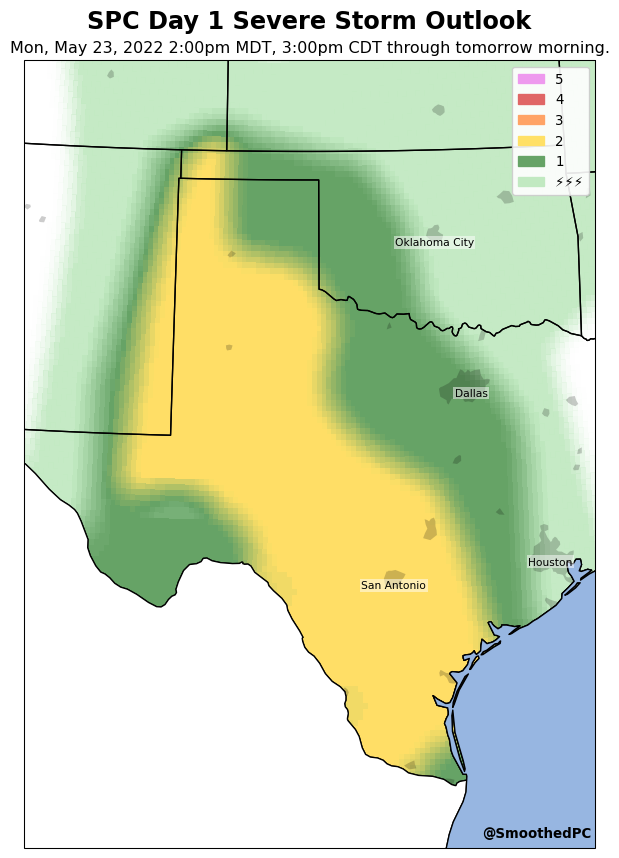 SPC Day 1 Severe Storm Outlook
Mon, May 23, 2022 2:00pm MDT, 3:00pm CDT through tomorrow morning.
5
4
3
2
1
⚡⚡⚡
Oklahoma City
Dallas
Houston
San Antonio
@SmoothedPC